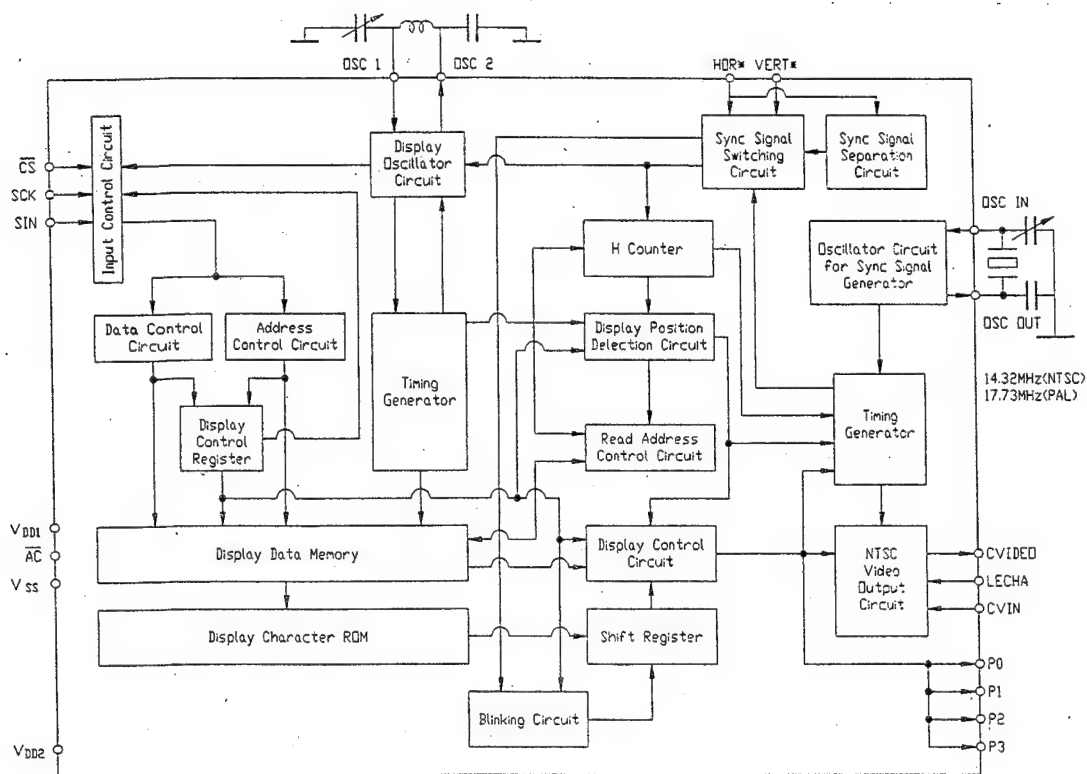 OSC 1
OSC 2
HOR* VERT*
CS
SCK
SIN
Input Control Circuit
Display
Oscillator
Circuit
Sync Signal
Switching
Circuit
Sync Signal
Separation
Circuit
OSC IN
H Counter
Oscillator Circuit
for Sync Signal
Generator
OSC OUT
Data Control
Circuit
Address
Control Circuit
Timing
Generator
Display Position
Detection Circuit
14.32MHz(NTSC)
17.73MHz(PAL)
Timing
Generator
Display
Control
Register
Read Address
Control Circuit
VDD1
AC
VSS
Display Data Memory
Display Control
Circuit
NTSC
Video
Output
Circuit
CVIDEO
LECHA
CVIN
Display Character ROM
Shift Register
P0
P1
P2
P3
Blinking Circuit
VDD2